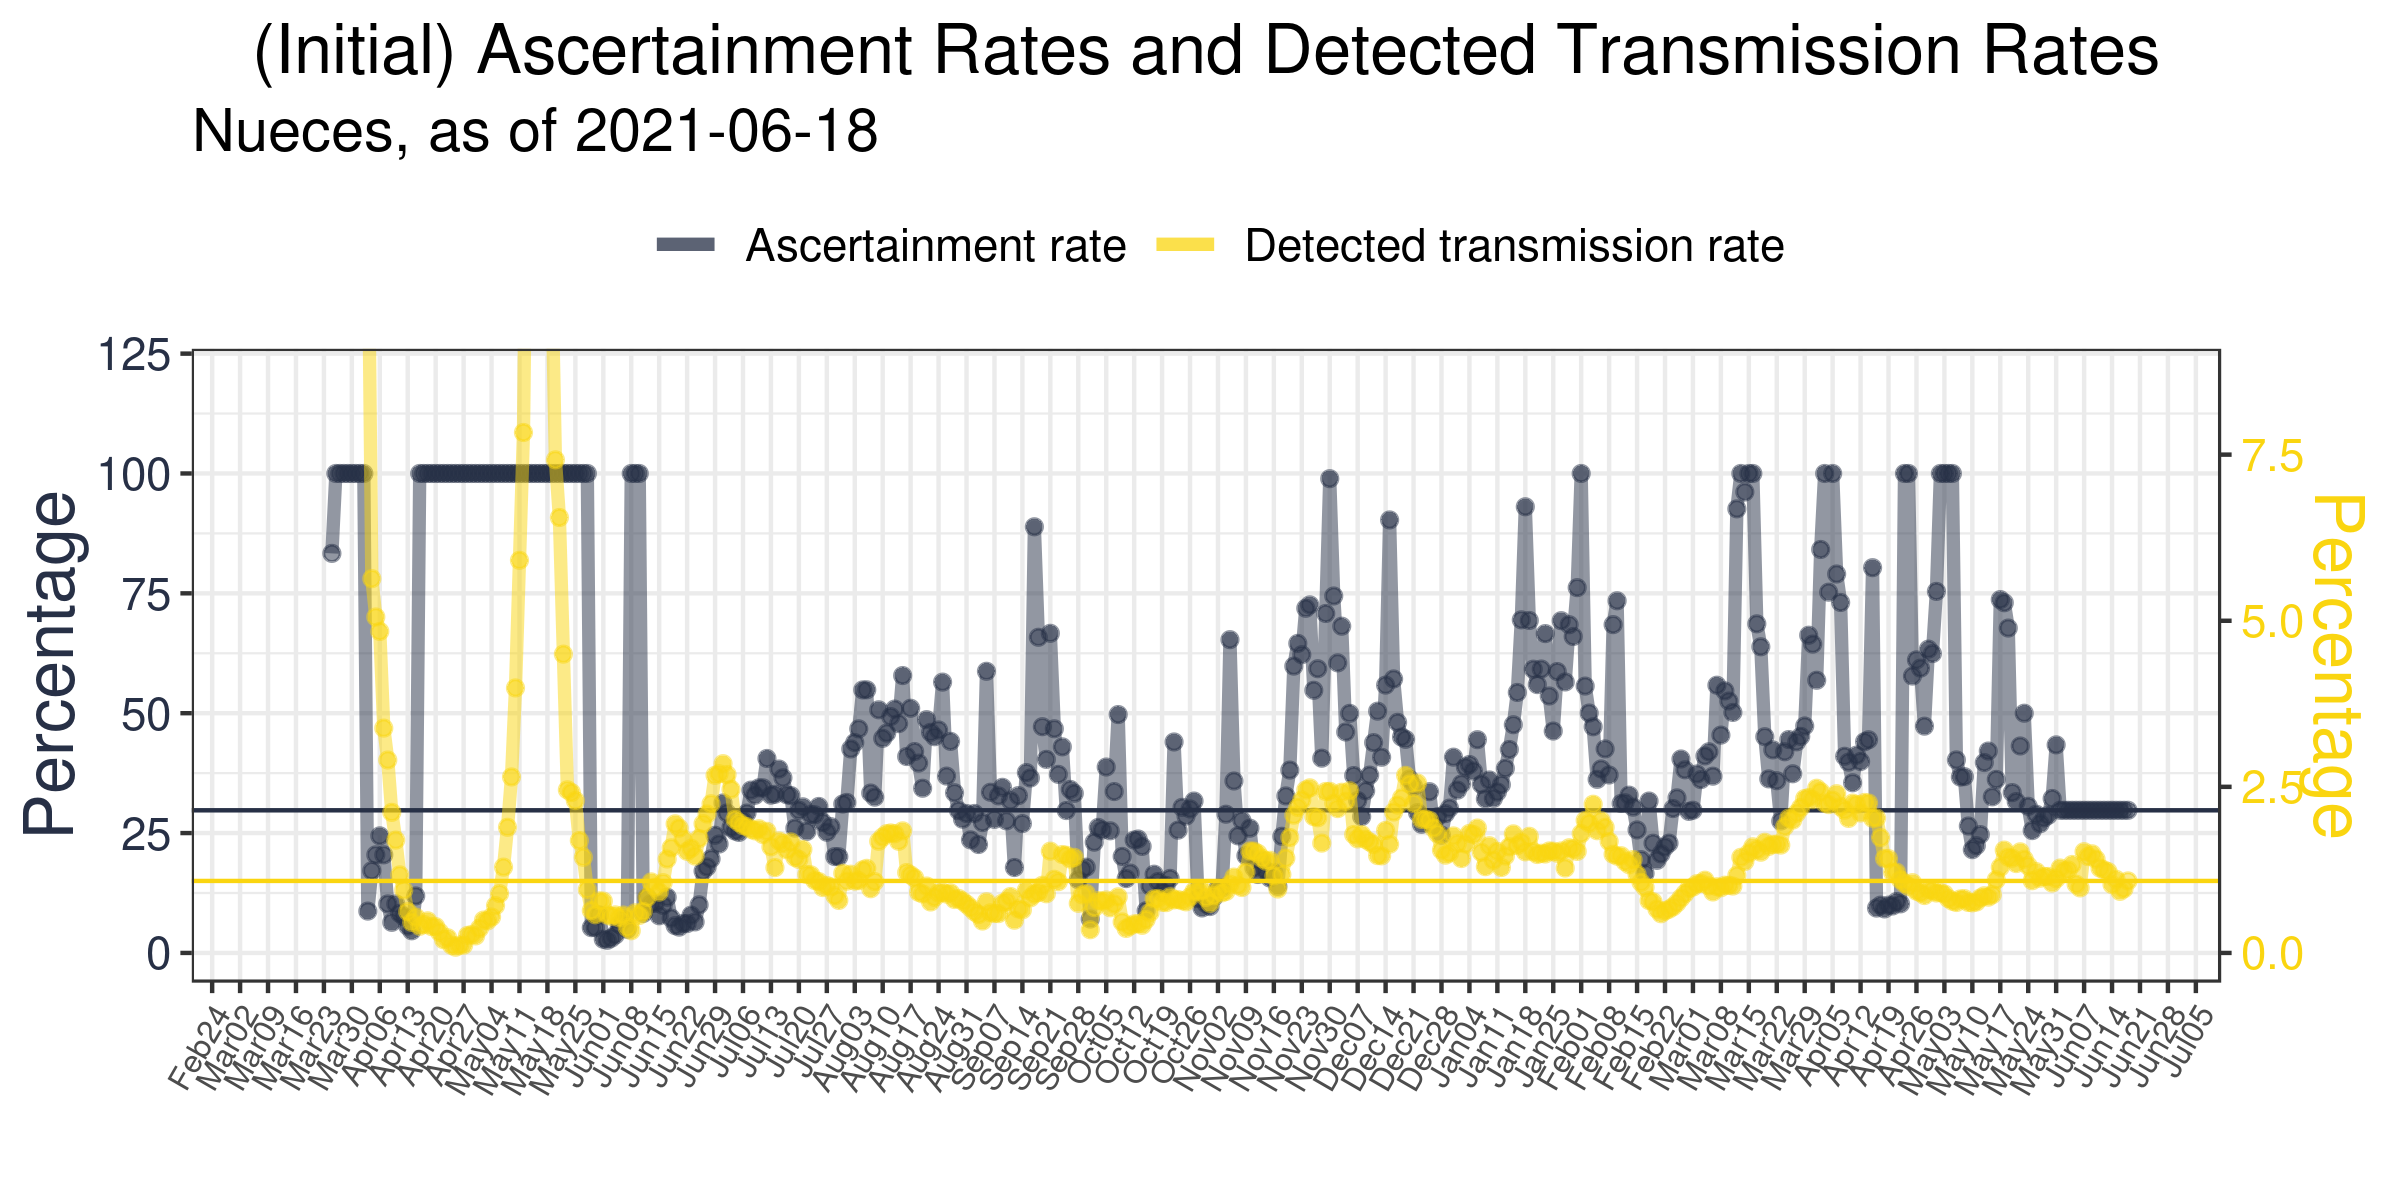 (Initial) Ascertainment Rates and Detected Transmission Rates
Nueces, as of 2021-06-18
Ascertainment rate Detected transmission rate
125
100
75
50
25
0
Percentage
7.5
5.0
2.5
0.0
Percentage
Feb24 Mar02 Mar09 Mar16 Mar23 Mar30 Apr06 Apr13 Apr20 Apr27 May04 May11 May18 May25 Jun01 Jun08 Jun15 Jun22 Jun29 Jul06 Jul13 Jul20 Jul27 Aug03 Aug10 Aug17 Aug24 Aug31 Sep07 Sep14 Sep21 Sep28 Oct05 Oct12 Oct19 Oct26 Nov02 Nov09 Nov16 Nov23 Nov30 Dec07 Dec14 Dec21 Dec28 Jan04 Jan11 Jan18 Jan25 Feb01 Feb08 Feb15 Feb22 Mar01 Mar08 Mar15 Mar22 Mar29 Apr05 Apr12 Apr19 Apr26 May03 May10 May17 May24 May31 Jun07 Jun14 Jun21 Jun28 Jul05